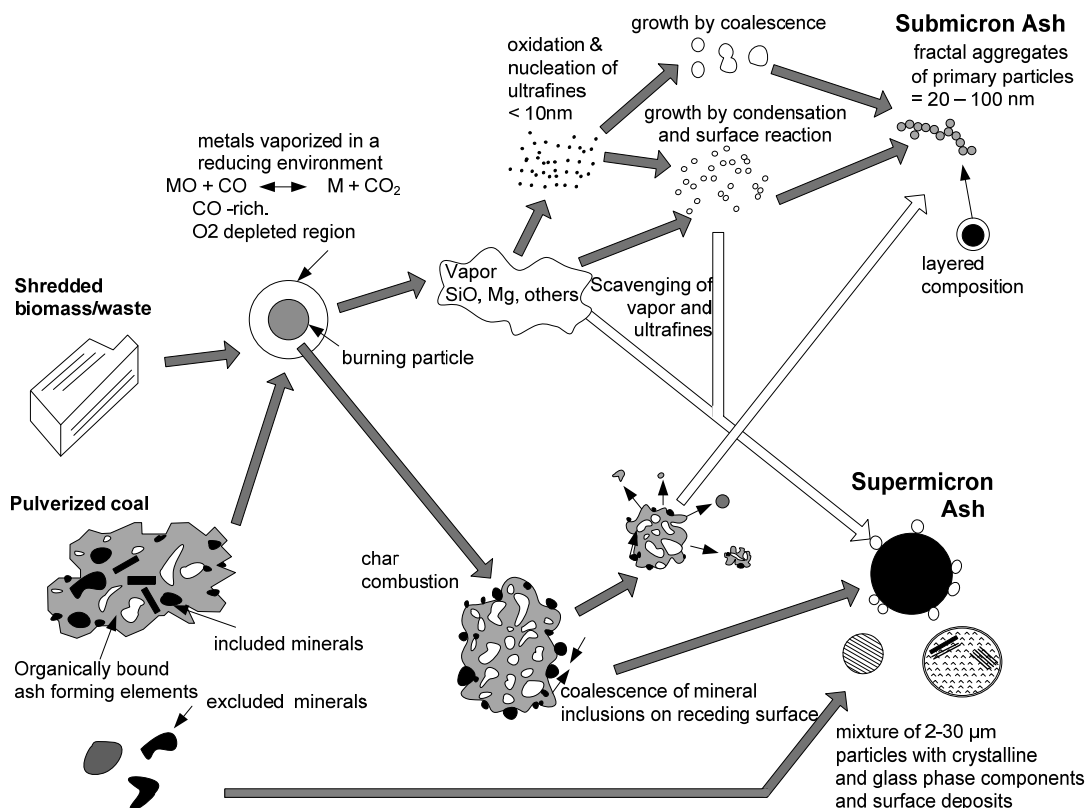 growth by coalescence
Submicron Ash
oxidation &
nucleation of
ultrafines
< 10nm
fractal aggregates
of primary particles
= 20 – 100 nm
growth by condensation
and surface reaction
metals vaporized in a
reducing environment
MO + CO ↔ M + CO₂
CO -rich.
O2 depleted region
layered
composition
Vapor
SiO, Mg, others
Scavenging of
vapor and
ultrafines
Shredded
biomass/waste
burning particle
Pulverized coal
Supermicron
Ash
char
combustion
included minerals
Organically bound
ash forming elements
excluded minerals
coalescence of mineral
inclusions on receding surface
mixture of 2-30 µm
particles with crystalline
and glass phase components
and surface deposits